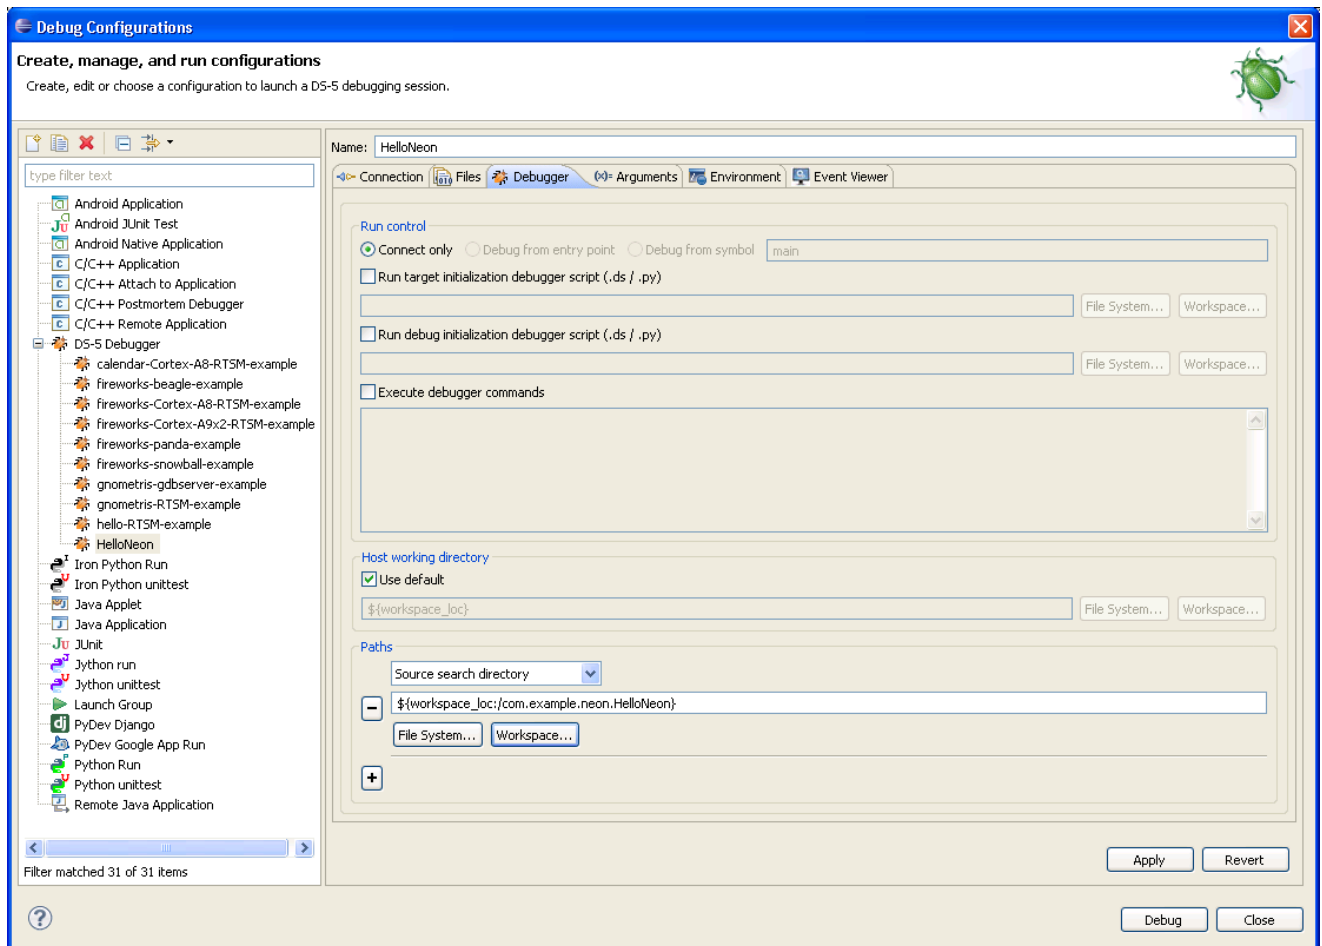 Debug Configurations
Create, manage, and run configurations
Create, edit or choose a configuration to launch a DS-5 debugging session.
type filter text
Android Application
Android JUnit Test
Android Native Application
C/C++ Application
C/C++ Attach to Application
C/C++ Postmortem Debugger
C/C++ Remote Application
DS-5 Debugger
calendar-Cortex-A8-RTSM-example
fireworks-beagle-example
fireworks-Cortex-A8-RTSM-example
fireworks-Cortex-A9x2-RTSM-example
fireworks-panda-example
fireworks-snowball-example
gnometris-gdbserver-example
gnometris-RTSM-example
hello-RTSM-example
HelloNeon
Iron Python Run
Iron Python unittest
Java Applet
Java Application
JUnit
Jython run
Jython unittest
Launch Group
PyDev Django
PyDev Google App Run
Python Run
Python unittest
Remote Java Application
Filter matched 31 of 31 items
Name: HelloNeon
Connection Files Debugger (x)= Arguments Environment Event Viewer
Run control
Connect only Debug from entry point Debug from symbol main
Run target initialization debugger script (.ds / .py)
File System... Workspace...
Run debug initialization debugger script (.ds / .py)
File System... Workspace...
Execute debugger commands
Host working directory
Use default
${workspace_loc} File System... Workspace...
Paths
Source search directory
${workspace_loc:/com.example.neon.HelloNeon}
File System... Workspace...
Apply Revert
Debug Close